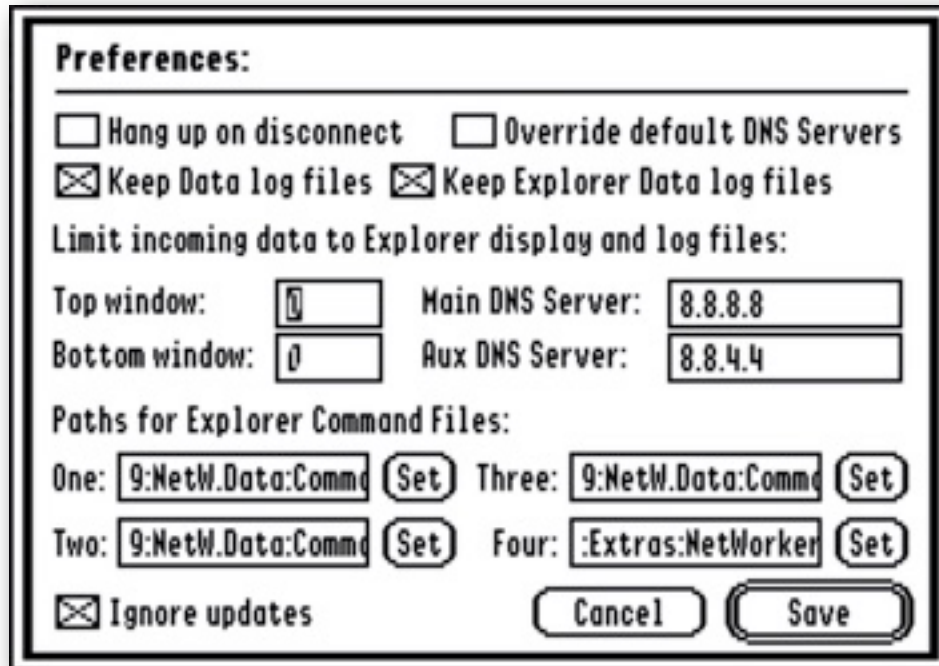 Preferences:
Hang up on disconnect Override default DNS Servers
Keep Data log files Keep Explorer Data log files
Limit incoming data to Explorer display and log files:
Top window: 0 Main DNS Server: 8.8.8.8
Bottom window: 0 Aux DNS Server: 8.8.4.4
Paths for Explorer Command Files:
One: 9:NetW.Data:Comma Set Three: 9:NetW.Data:Comma Set
Two: 9:NetW.Data:Comma Set Four: :Extras:NetWorker Set
Ignore updates Cancel Save